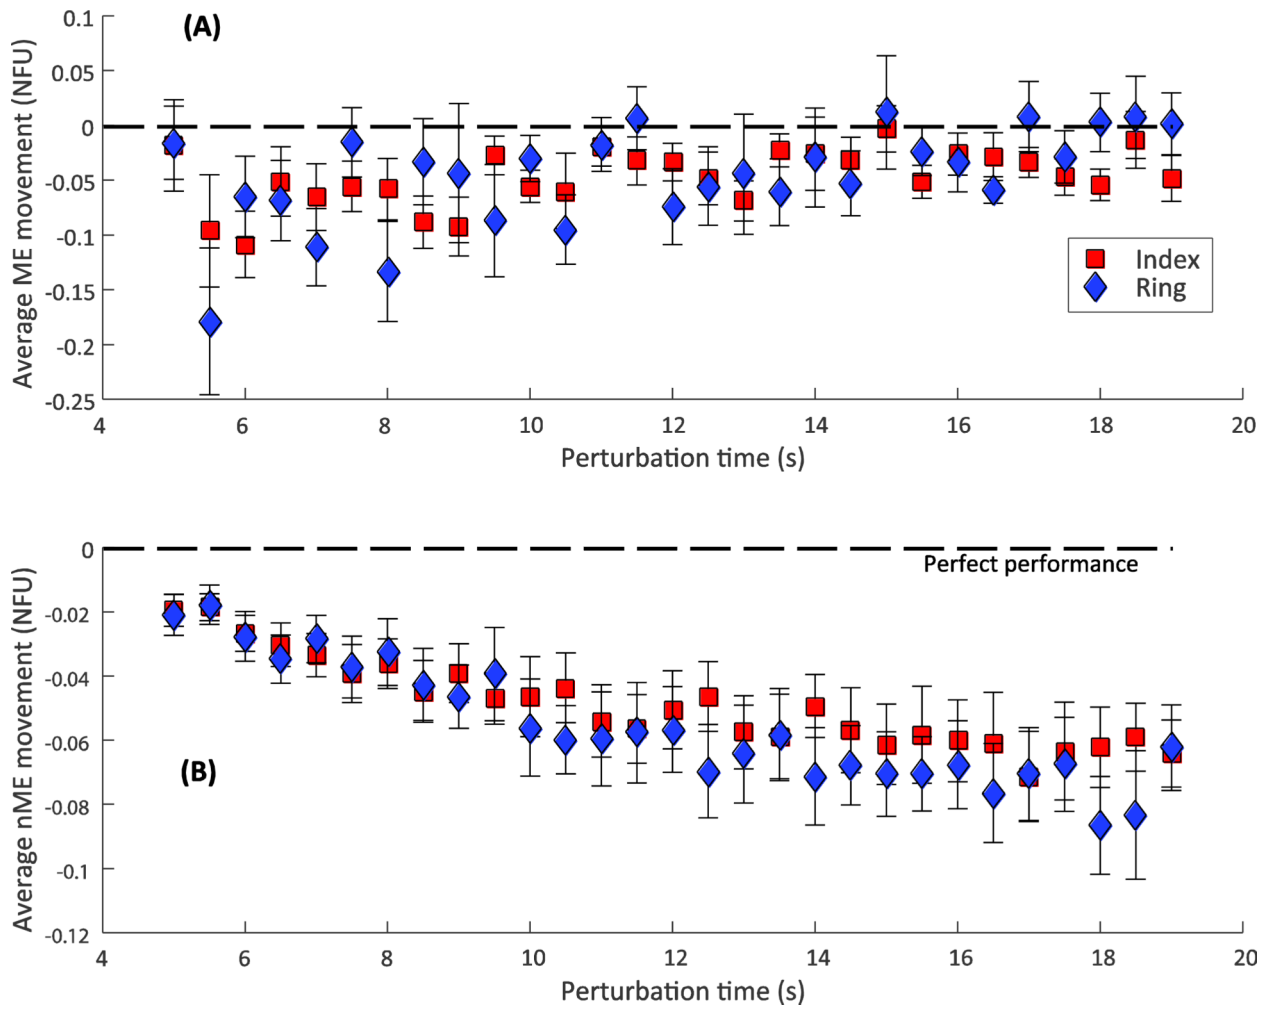 (A)
Average ME movement (NFU)
0.1
0.05
0
-0.05
-0.1
-0.15
-0.2
-0.25
4 6 8 10 12 14 16 18 20
Perturbation time (s)
Index
Ring
(B)
Average nME movement (NFU)
0
-0.02
-0.04
-0.06
-0.08
-0.1
-0.12
Perfect performance
4 6 8 10 12 14 16 18 20
Perturbation time (s)